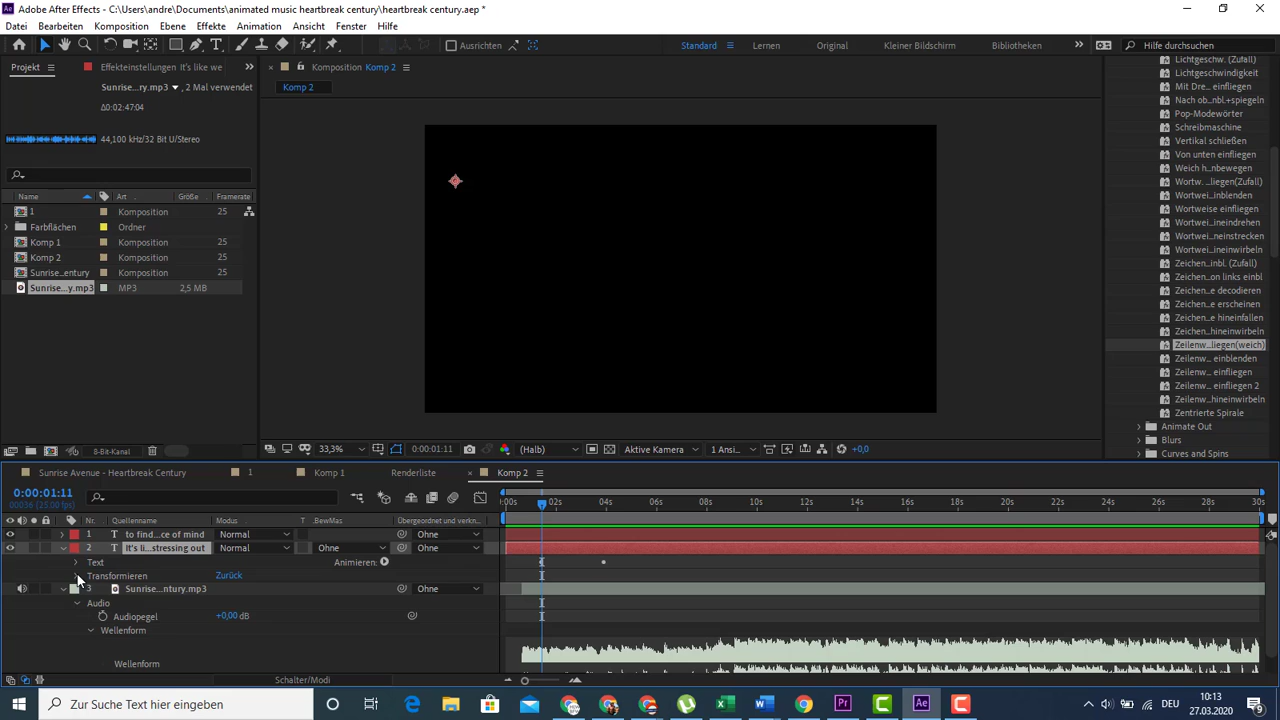 Adobe After Effects - C:\Users\andre\Documents\animated music heartbreak century\heartbreak century.aep *
Datei Bearbeiten Komposition Ebene Effekte Animation Ansicht Fenster Hilfe
Ausrichten Standard Lernen Original Kleiner Bildschirm Bibliotheken Hilfe durchsuchen
Projekt Effekteinstellungen It's like we Komposition Komp 2
Sunrise...ry.mp3 , 2 Mal verwendet Komp 2
Δ0:02:47:04
44,100 kHz/32 Bit U/Stereo
Name Art Größe Framerate
1 Komposition 25
Farbflächen Ordner
Komp 1 Komposition 25
Komp 2 Komposition 25
Sunrise...entury Komposition 25
Sunrise...y.mp3 MP3 2,5 MB
8-Bit-Kanal
33,3% 0:00:01:11 (Halb) Aktive Kamera 1 Ansi... +0,0
Lichtgeschw. (Zufall)
Lichtgeschwindigkeit
Mit Dre... einfliegen
Nach ob...nbl.+spiegeln
Pop-Modewörter
Schreibmaschine
Vertikal schließen
Von unten einfliegen
Weich h...nbewegen
Wortw. ...liegen(Zufall)
Wortwei...inblenden
Wortweise einfliegen
Wortwei...ineindrehen
Wortwei...neinstrecken
Wortwei...ineinwirbeln
Zeichen...inbl. (Zufall)
Zeichen...on links einbl
Zeichen...e decodieren
Zeichen...e erscheinen
Zeichen...e hineinfallen
Zeichen...hineinwirbeln
Zeilenw...liegen(weich)
Zeilenw... einblenden
Zeilenw... einfliegen
Zeilenw... einfliegen 2
Zeilenw...hineinwirbeln
Zentrierte Spirale
Animate Out
Blurs
Curves and Spins
Sunrise Avenue - Heartbreak Century 1 Komp 1 Renderliste Komp 2
0:00:01:11
00036 (25.00 fps)
:00s 02s 04s 06s 08s 10s 12s 14s 16s 18s 20s 22s 24s 26s 28s 30s
Nr. Quellenname Modus T .BewMas Übergeordnet und verkn...
1 T to find...ce of mind Normal Ohne
2 T It's li...stressing out Normal Ohne Ohne
Text Animieren:
Transformieren Zurück
3 Sunrise...ntury.mp3 Ohne
Audio
Audiopegel +0,00 dB
Wellenform
Wellenform
Schalter/Modi
Zur Suche Text hier eingeben
10:13
27.03.2020